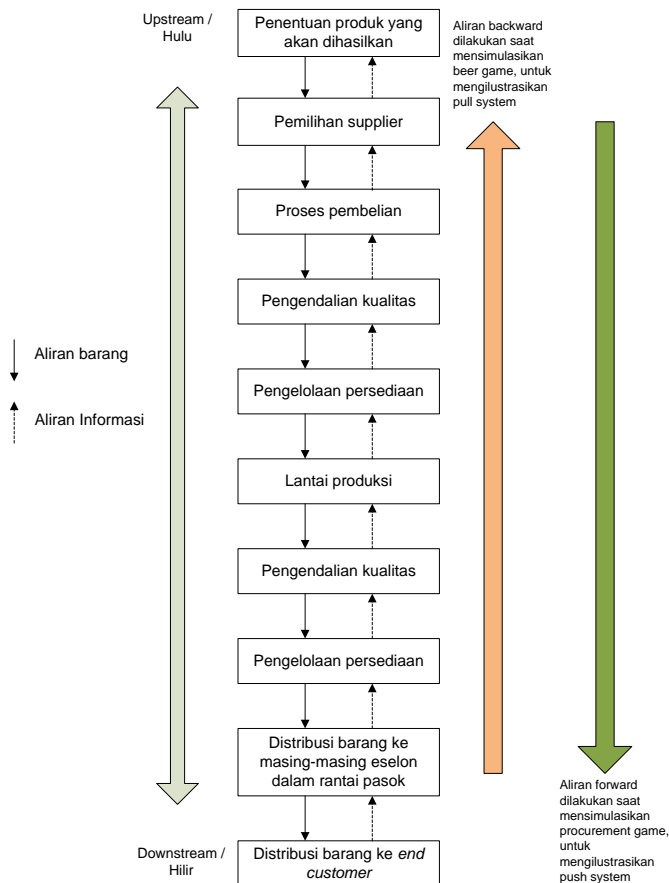 Upstream /
Hulu
Penentuan produk yang
akan dihasilkan
Aliran backward
dilakukan saat
mensimulasikan
beer game, untuk
mengilustrasikan
pull system
Pemilihan supplier
Proses pembelian
Pengendalian kualitas
Aliran barang
Pengelolaan persediaan
Aliran Informasi
Lantai produksi
Pengendalian kualitas
Pengelolaan persediaan
Distribusi barang ke
masing-masing eselon
dalam rantai pasok
Aliran forward
dilakukan saat
mensimulasikan
procurement game,
untuk
mengilustrasikan
push system
Downstream /
Hilir
Distribusi barang ke end
customer